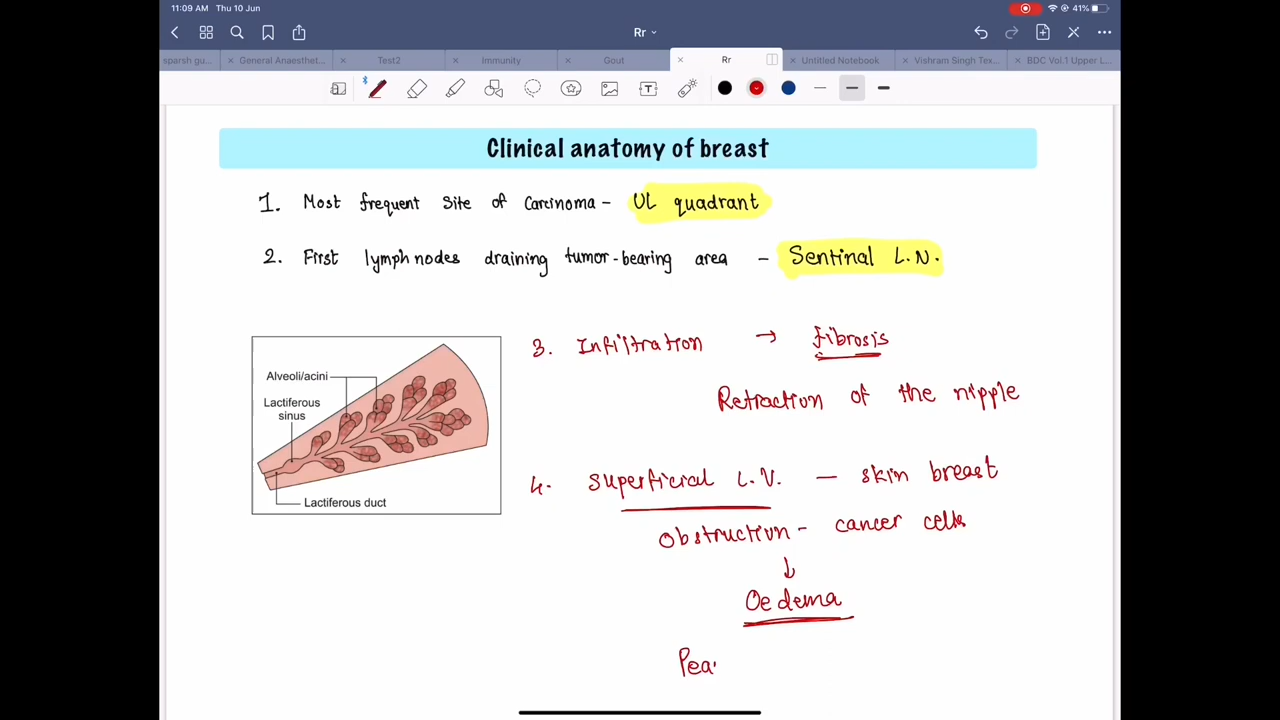 11:09 AM Thu 10 Jun
41%
Rr
sparsh gu...
General Anaesthet...
Test2
immunity
Gout
Rr
Untitled Notebook
Vishram Singh Tex...
BDC Vol.1 Upper L...
Clinical anatomy of breast
1. Most frequent site of Carcinoma - UL quadrant
2. First lymph nodes draining tumor-bearing area - Sentinal L.N.
3. Infiltration → fibrosis
Retraction of the nipple
4. Superficial L.V. - skin breast
Obstruction - cancer cells
↓
Oedema
Pea
Alveoli/acini
Lactiferous
sinus
Lactiferous duct